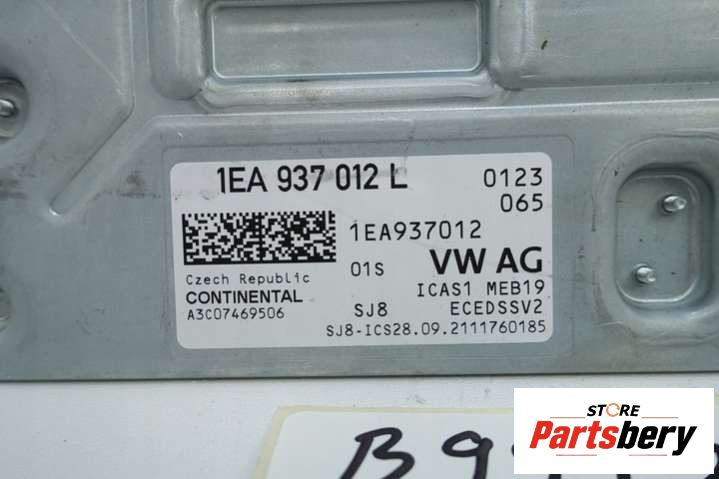 1EA 937 012 L
0123
065
1EA937012
01S
VW AG
Czech Republic
CONTINENTAL
A3C07469506
ICAS1 MEB19
SJ8
ECEDSSV2
SJ8-ICS28.09.2111760185
STORE
Partsbery